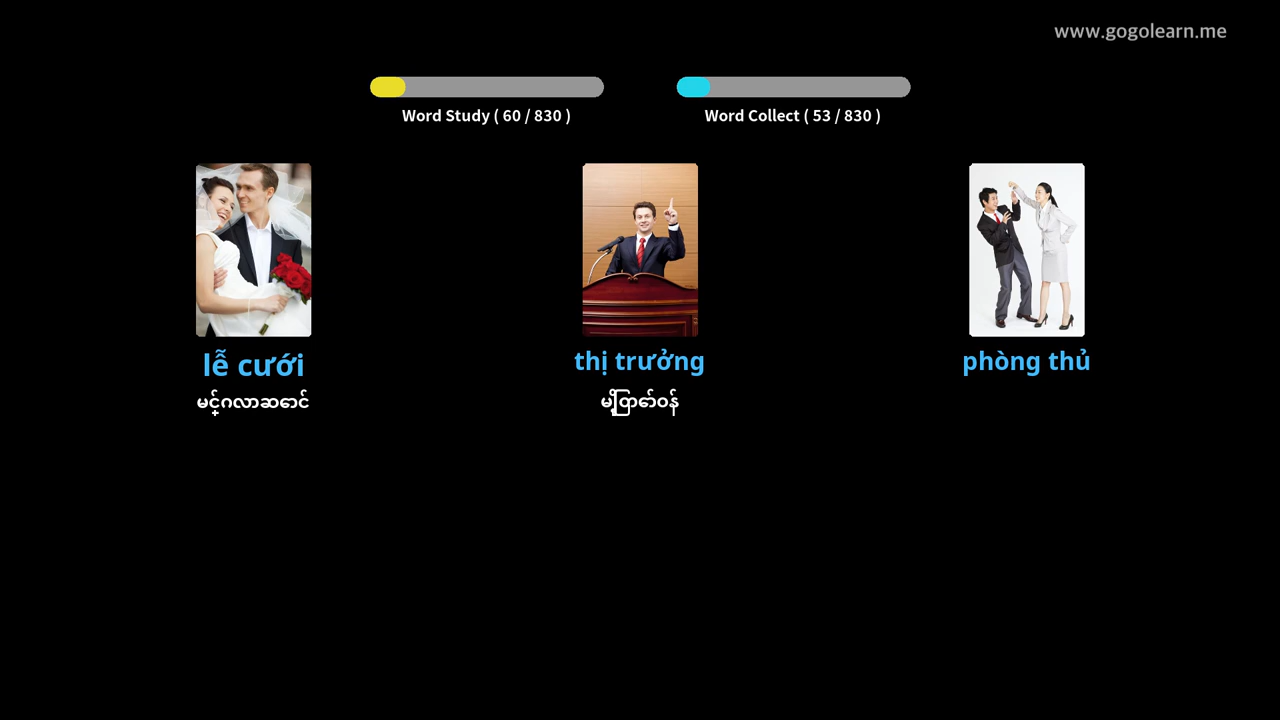 www.gogolearn.me
Word Study ( 60 / 830 )
Word Collect ( 53 / 830 )
lễ cưới
thị trưởng
phòng thủ
မင်္ဂလာဆောင်
မြို့တော်ဝန်